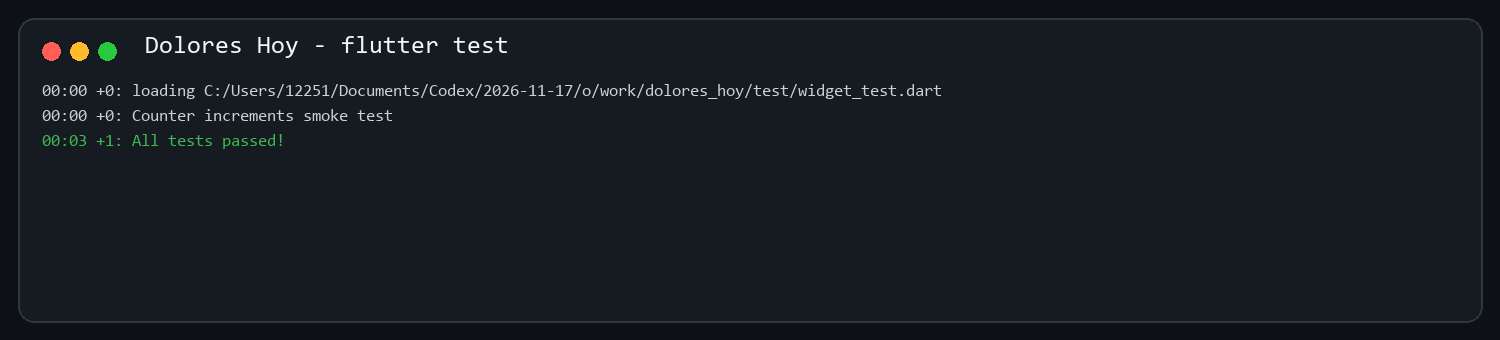 Dolores Hoy - flutter test
00:00 +0: loading C:/Users/12251/Documents/Codex/2026-11-17/o/work/dolores_hoy/test/widget_test.dart
00:00 +0: Counter increments smoke test
00:03 +1: All tests passed!